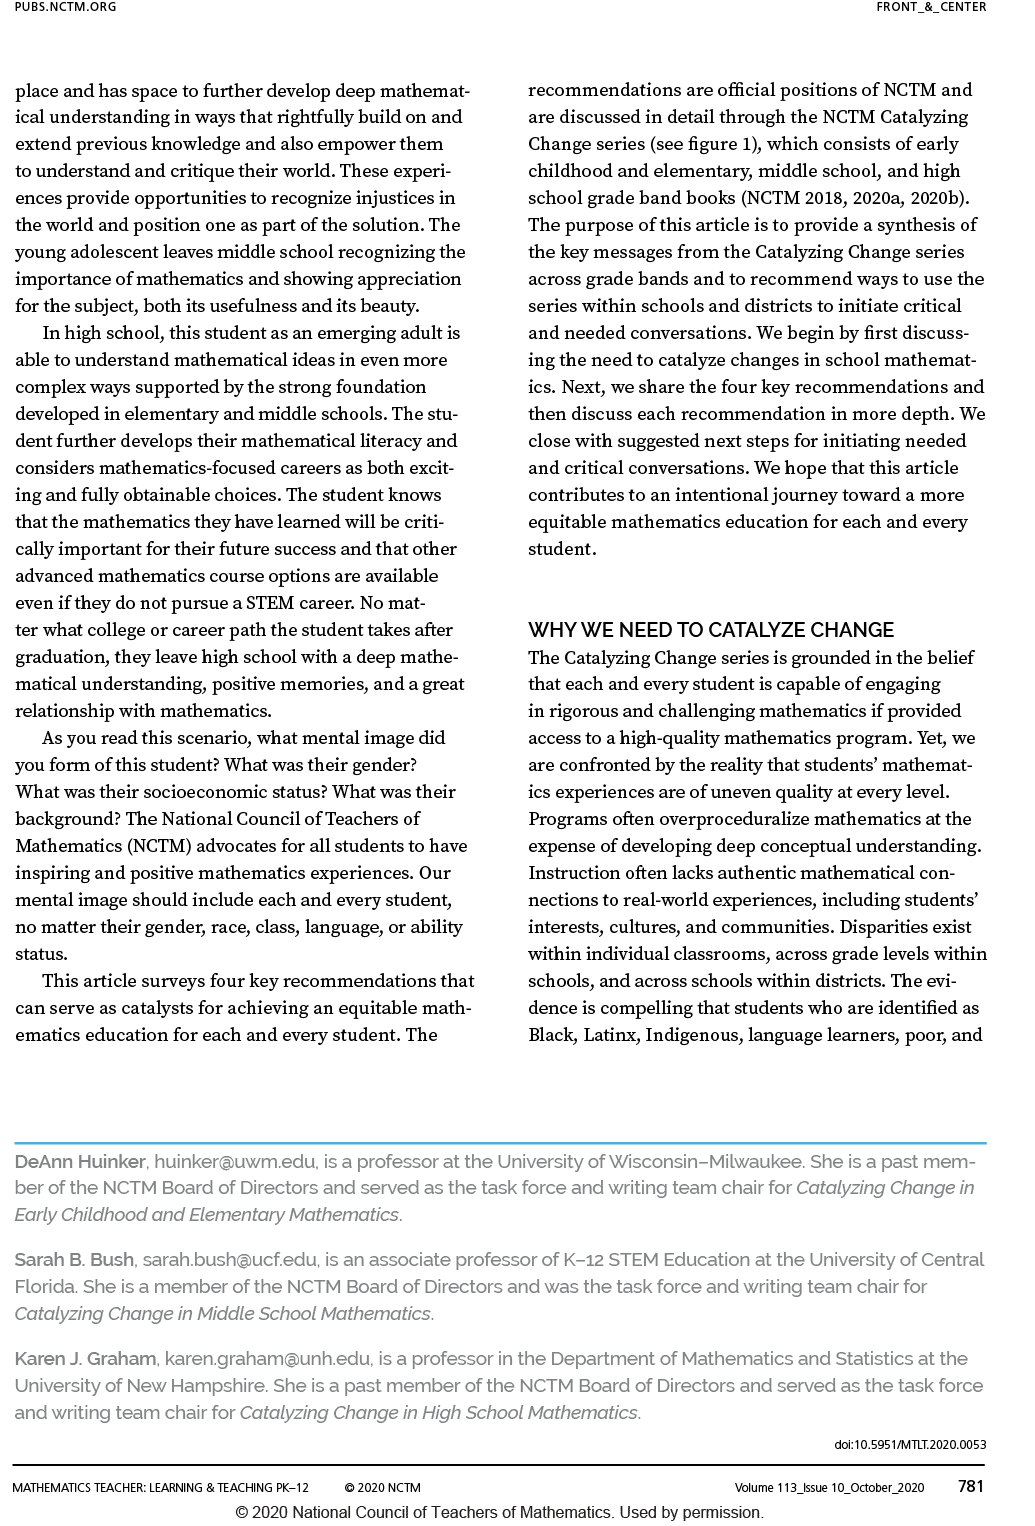 PUBS.NCTM.ORG
FRONT_&_CENTER
place and has space to further develop deep mathemat-
ical understanding in ways that rightfully build on and
extend previous knowledge and also empower them
to understand and critique their world. These experi-
ences provide opportunities to recognize injustices in
the world and position one as part of the solution. The
young adolescent leaves middle school recognizing the
importance of mathematics and showing appreciation
for the subject, both its usefulness and its beauty.
In high school, this student as an emerging adult is
able to understand mathematical ideas in even more
complex ways supported by the strong foundation
developed in elementary and middle schools. The stu-
dent further develops their mathematical literacy and
considers mathematics-focused careers as both excit-
ing and fully obtainable choices. The student knows
that the mathematics they have learned will be criti-
cally important for their future success and that other
advanced mathematics course options are available
even if they do not pursue a STEM career. No mat-
ter what college or career path the student takes after
graduation, they leave high school with a deep mathe-
matical understanding, positive memories, and a great
relationship with mathematics.
As you read this scenario, what mental image did
you form of this student? What was their gender?
What was their socioeconomic status? What was their
background? The National Council of Teachers of
Mathematics (NCTM) advocates for all students to have
inspiring and positive mathematics experiences. Our
mental image should include each and every student,
no matter their gender, race, class, language, or ability
status.
This article surveys four key recommendations that
can serve as catalysts for achieving an equitable math-
ematics education for each and every student. The
recommendations are official positions of NCTM and
are discussed in detail through the NCTM Catalyzing
Change series (see figure 1), which consists of early
childhood and elementary, middle school, and high
school grade band books (NCTM 2018, 2020a, 2020b).
The purpose of this article is to provide a synthesis of
the key messages from the Catalyzing Change series
across grade bands and to recommend ways to use the
series within schools and districts to initiate critical
and needed conversations. We begin by first discuss-
ing the need to catalyze changes in school mathemat-
ics. Next, we share the four key recommendations and
then discuss each recommendation in more depth. We
close with suggested next steps for initiating needed
and critical conversations. We hope that this article
contributes to an intentional journey toward a more
equitable mathematics education for each and every
student.
WHY WE NEED TO CATALYZE CHANGE
The Catalyzing Change series is grounded in the belief
that each and every student is capable of engaging
in rigorous and challenging mathematics if provided
access to a high-quality mathematics program. Yet, we
are confronted by the reality that students’ mathemat-
ics experiences are of uneven quality at every level.
Programs often overproceduralize mathematics at the
expense of developing deep conceptual understanding.
Instruction often lacks authentic mathematical con-
nections to real-world experiences, including students’
interests, cultures, and communities. Disparities exist
within individual classrooms, across grade levels within
schools, and across schools within districts. The evi-
dence is compelling that students who are identified as
Black, Latinx, Indigenous, language learners, poor, and
DeAnn Huinker, huinker@uwm.edu, is a professor at the University of Wisconsin–Milwaukee. She is a past mem-
ber of the NCTM Board of Directors and served as the task force and writing team chair for Catalyzing Change in
Early Childhood and Elementary Mathematics.
Sarah B. Bush, sarah.bush@ucf.edu, is an associate professor of K–12 STEM Education at the University of Central
Florida. She is a member of the NCTM Board of Directors and was the task force and writing team chair for
Catalyzing Change in Middle School Mathematics.
Karen J. Graham, karen.graham@unh.edu, is a professor in the Department of Mathematics and Statistics at the
University of New Hampshire. She is a past member of the NCTM Board of Directors and served as the task force
and writing team chair for Catalyzing Change in High School Mathematics.
doi:10.5951/MTLT.2020.0053
MATHEMATICS TEACHER: LEARNING & TEACHING PK–12 © 2020 NCTM Volume 113_Issue 10_October_2020 781
© 2020 National Council of Teachers of Mathematics. Used by permission.